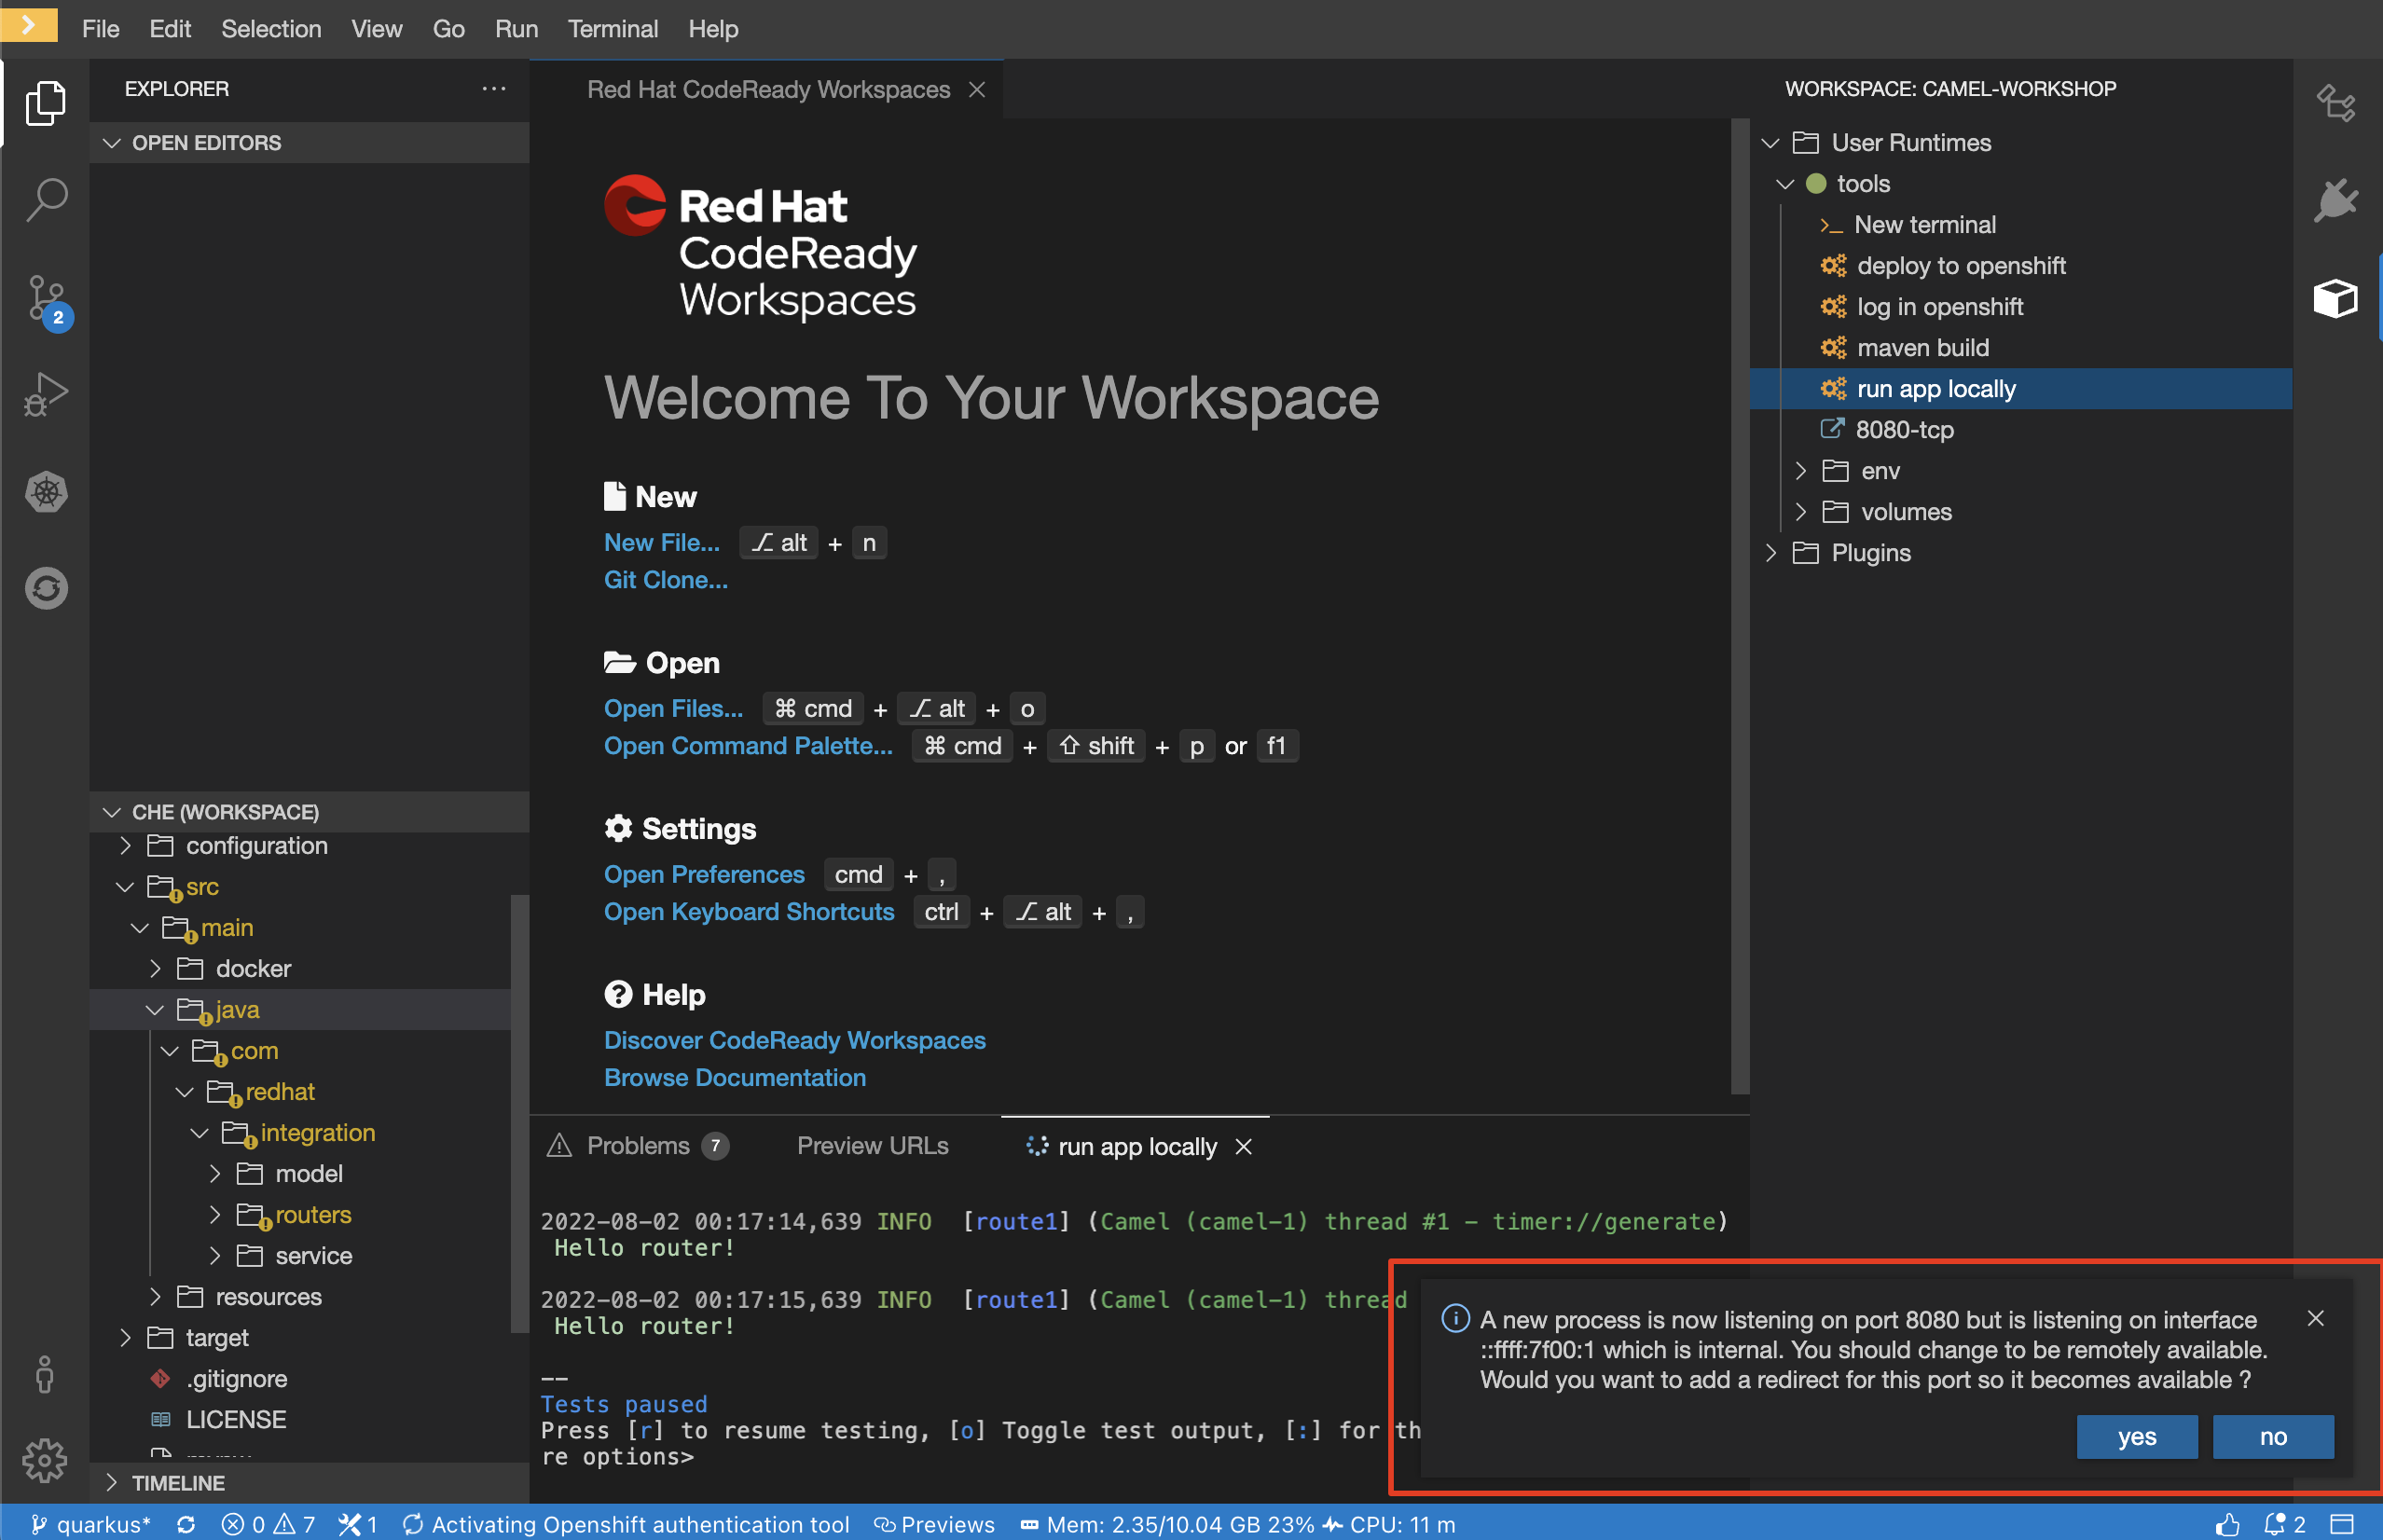 File Edit Selection View Go Run Terminal Help
EXPLORER
OPEN EDITORS
2
CHE (WORKSPACE)
configuration
src
main
docker
java
com
redhat
integration
model
routers
service
resources
target
.gitignore
LICENSE
TIMELINE
Red Hat CodeReady Workspaces
Red Hat
CodeReady
Workspaces
Welcome To Your Workspace
New
New File... alt + n
Git Clone...
Open
Open Files... ⌘ cmd + alt + o
Open Command Palette... ⌘ cmd + ⇧ shift + p or f1
Settings
Open Preferences cmd + ,
Open Keyboard Shortcuts ctrl + alt + ,
Help
Discover CodeReady Workspaces
Browse Documentation
Problems 7 Preview URLs run app locally
2022-08-02 00:17:14,639 INFO [route1] (Camel (camel-1) thread #1 - timer://generate)
Hello router!
2022-08-02 00:17:15,639 INFO [route1] (Camel (camel-1) thread
Hello router!
--
Tests paused
Press [r] to resume testing, [o] Toggle test output, [:] for th
re options>
WORKSPACE: CAMEL-WORKSHOP
User Runtimes
tools
>_ New terminal
deploy to openshift
log in openshift
maven build
run app locally
8080-tcp
env
volumes
Plugins
A new process is now listening on port 8080 but is listening on interface
::ffff:7f00:1 which is internal. You should change to be remotely available.
Would you want to add a redirect for this port so it becomes available ?
yes no
quarkus* 0 7 1 Activating Openshift authentication tool Previews Mem: 2.35/10.04 GB 23% CPU: 11 m 2